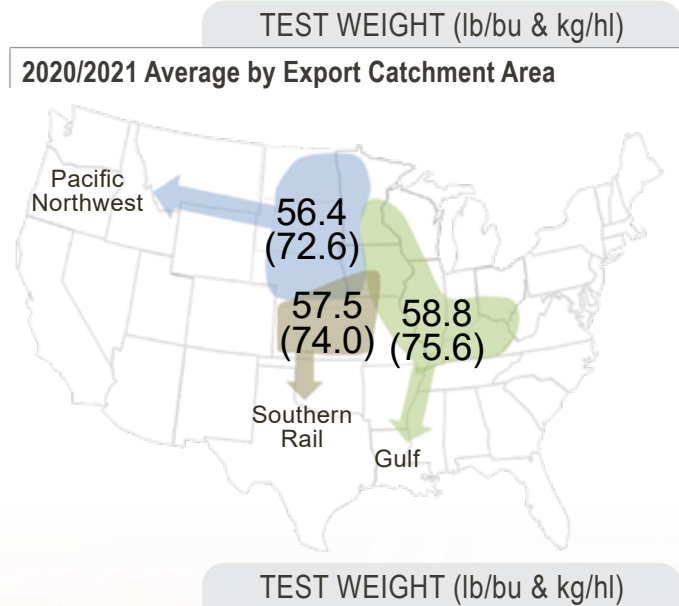 TEST WEIGHT (lb/bu & kg/hl)
2020/2021 Average by Export Catchment Area
Pacific
Northwest
56.4
(72.6)
57.5
(74.0)
58.8
(75.6)
Southern
Rail
Gulf
TEST WEIGHT (lb/bu & kg/hl)